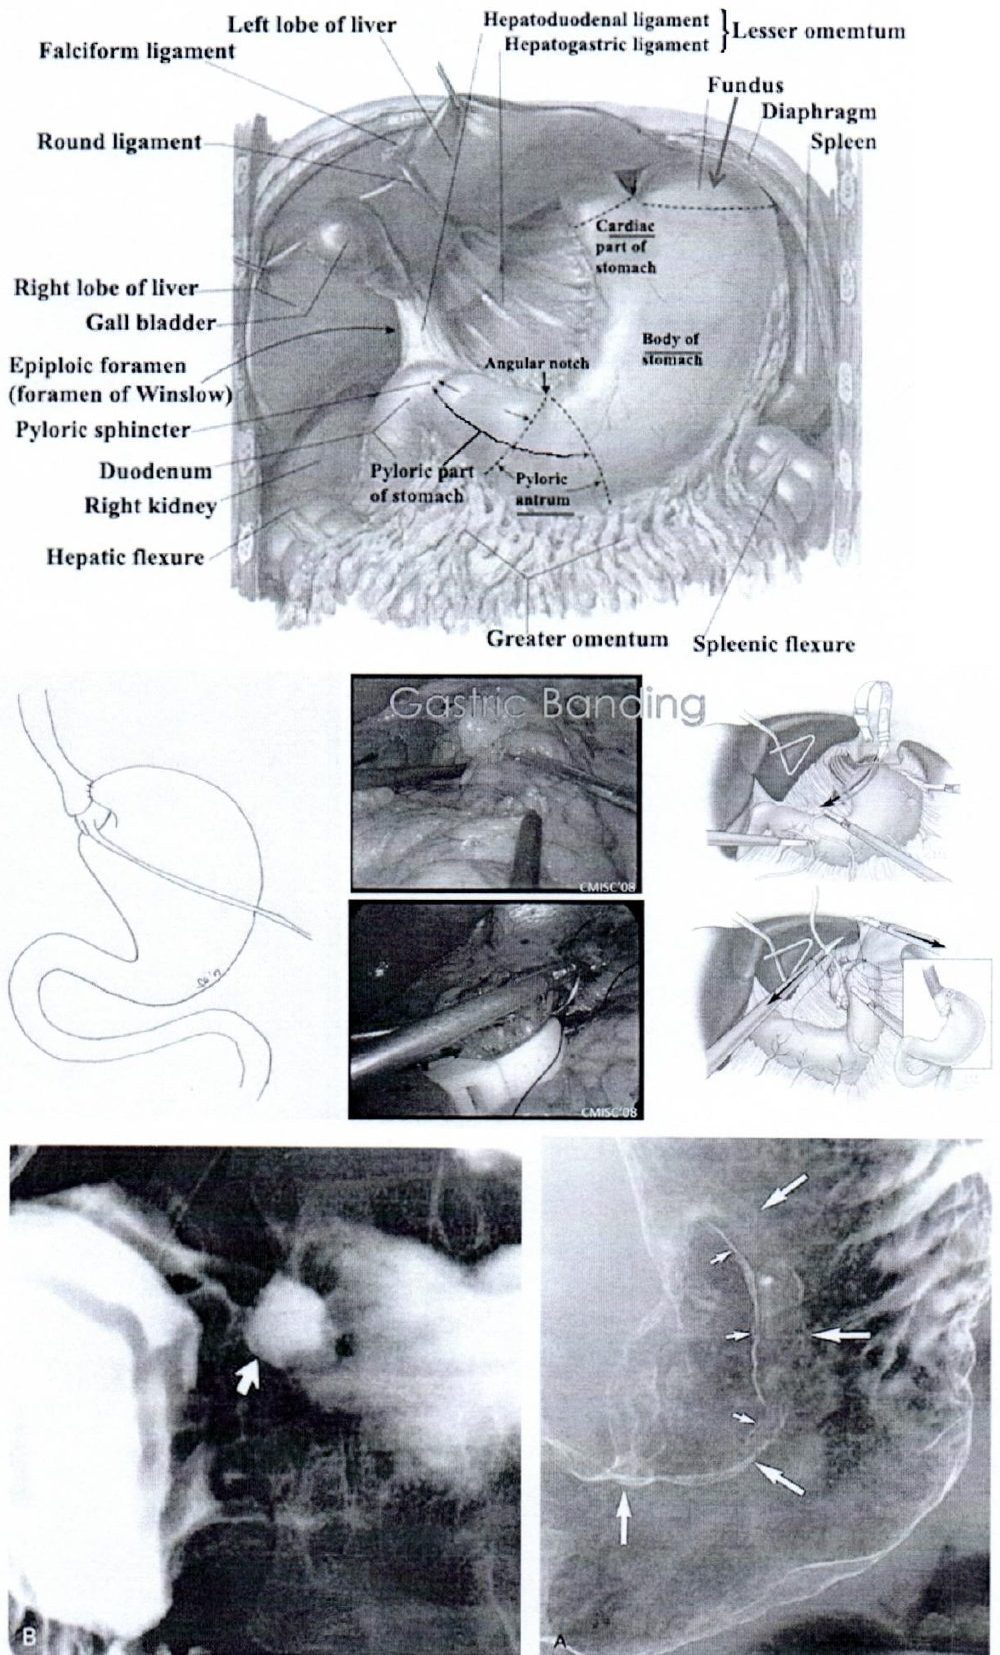 Left lobe of liver
Hepatoduodenal ligament
Hepatogastric ligament
Lesser omemtum
Falciform ligament
Fundus
Diaphragm
Spleen
Round ligament
Cardiac
part of
stomach
Right lobe of liver
Gall bladder
Body of
stomach
Angular notch
Epiploic foramen
(foramen of Winslow)
Pyloric sphincter
Duodenum
Pyloric part
of stomach
Pyloric
antrum
Right kidney
Hepatic flexure
Greater omentum
Spleenic flexure
Gastric Banding
CMISC'08
CMISC'08
B
A